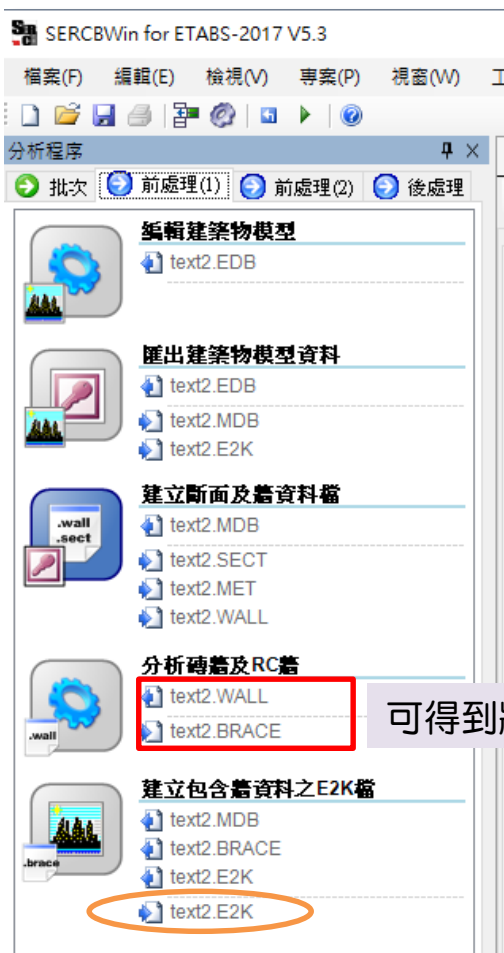 SERCBWin for ETABS-2017 V5.3
檔案(F) 編輯(E) 檢視(V) 專案(P) 視窗(W)
分析程序
批次 前處理(1) 前處理(2) 後處理
編輯建築物模型
text2.EDB
匯出建築物模型資料
text2.EDB
text2.MDB
text2.E2K
建立斷面及牆資料檔
.wall
.sect
text2.MDB
text2.SECT
text2.MET
text2.WALL
分析磚牆及RC牆
text2.WALL
.wall
text2.BRACE
可得到
建立包含牆資料之E2K檔
text2.MDB
text2.BRACE
.brace
text2.E2K
text2.E2K